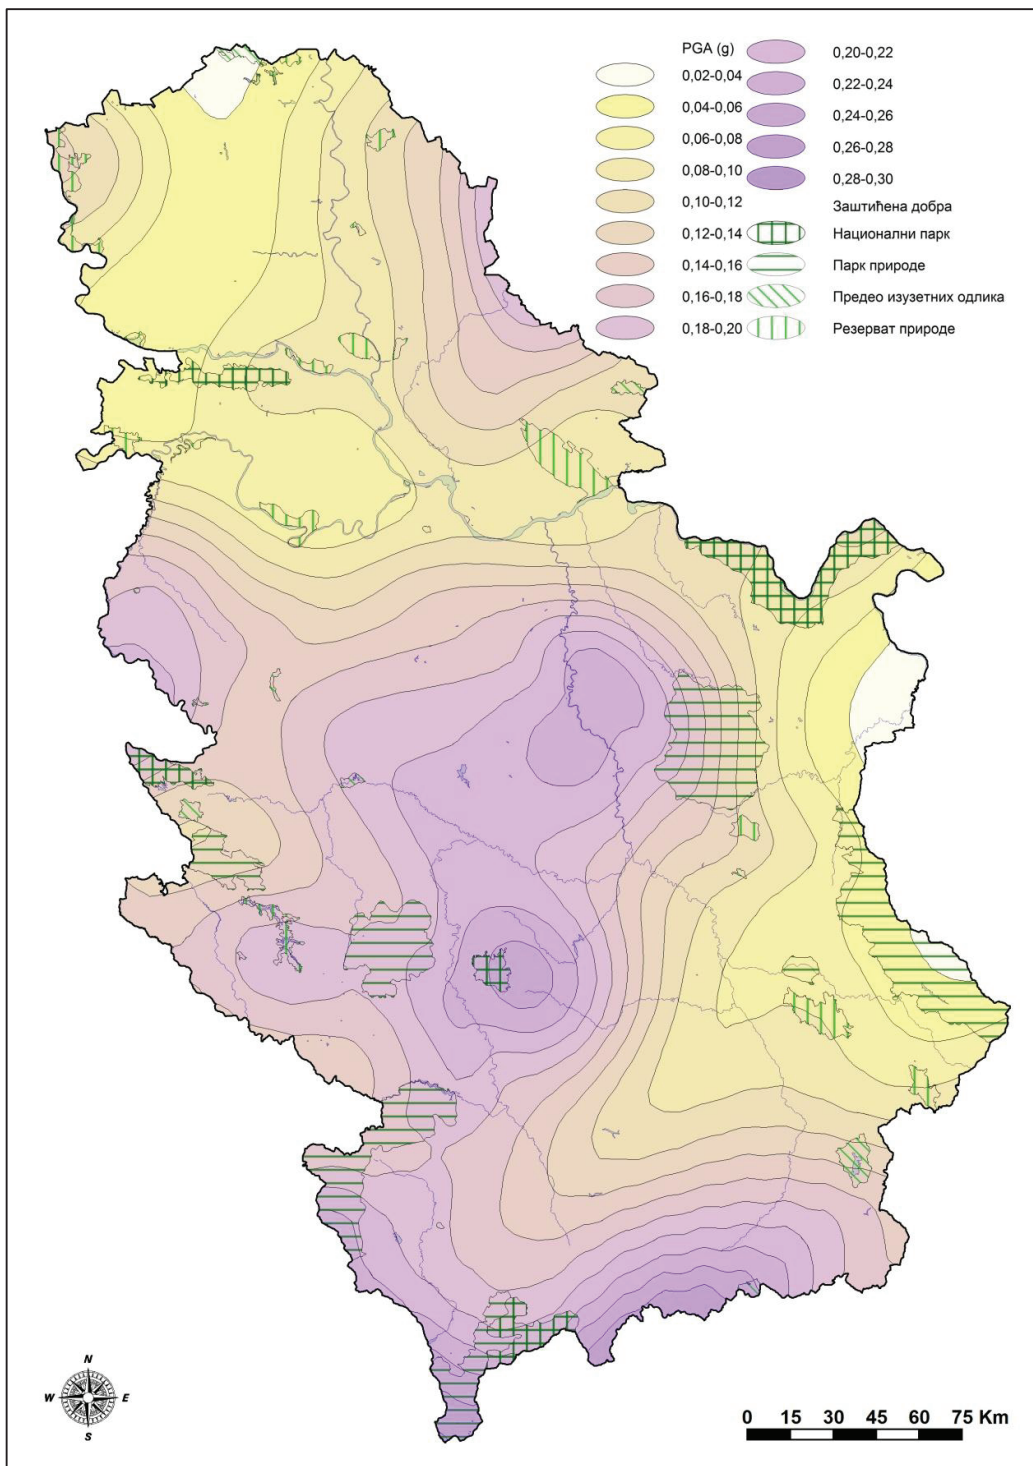 PGA (g)
0,02-0,04
0,04-0,06
0,06-0,08
0,08-0,10
0,10-0,12
0,12-0,14
0,14-0,16
0,16-0,18
0,18-0,20
0,20-0,22
0,22-0,24
0,24-0,26
0,26-0,28
0,28-0,30
Заштићена добра
Национални парк
Парк природе
Предео изузетних одлика
Резерват природе
N
W E
S
0 15 30 45 60 75 Km